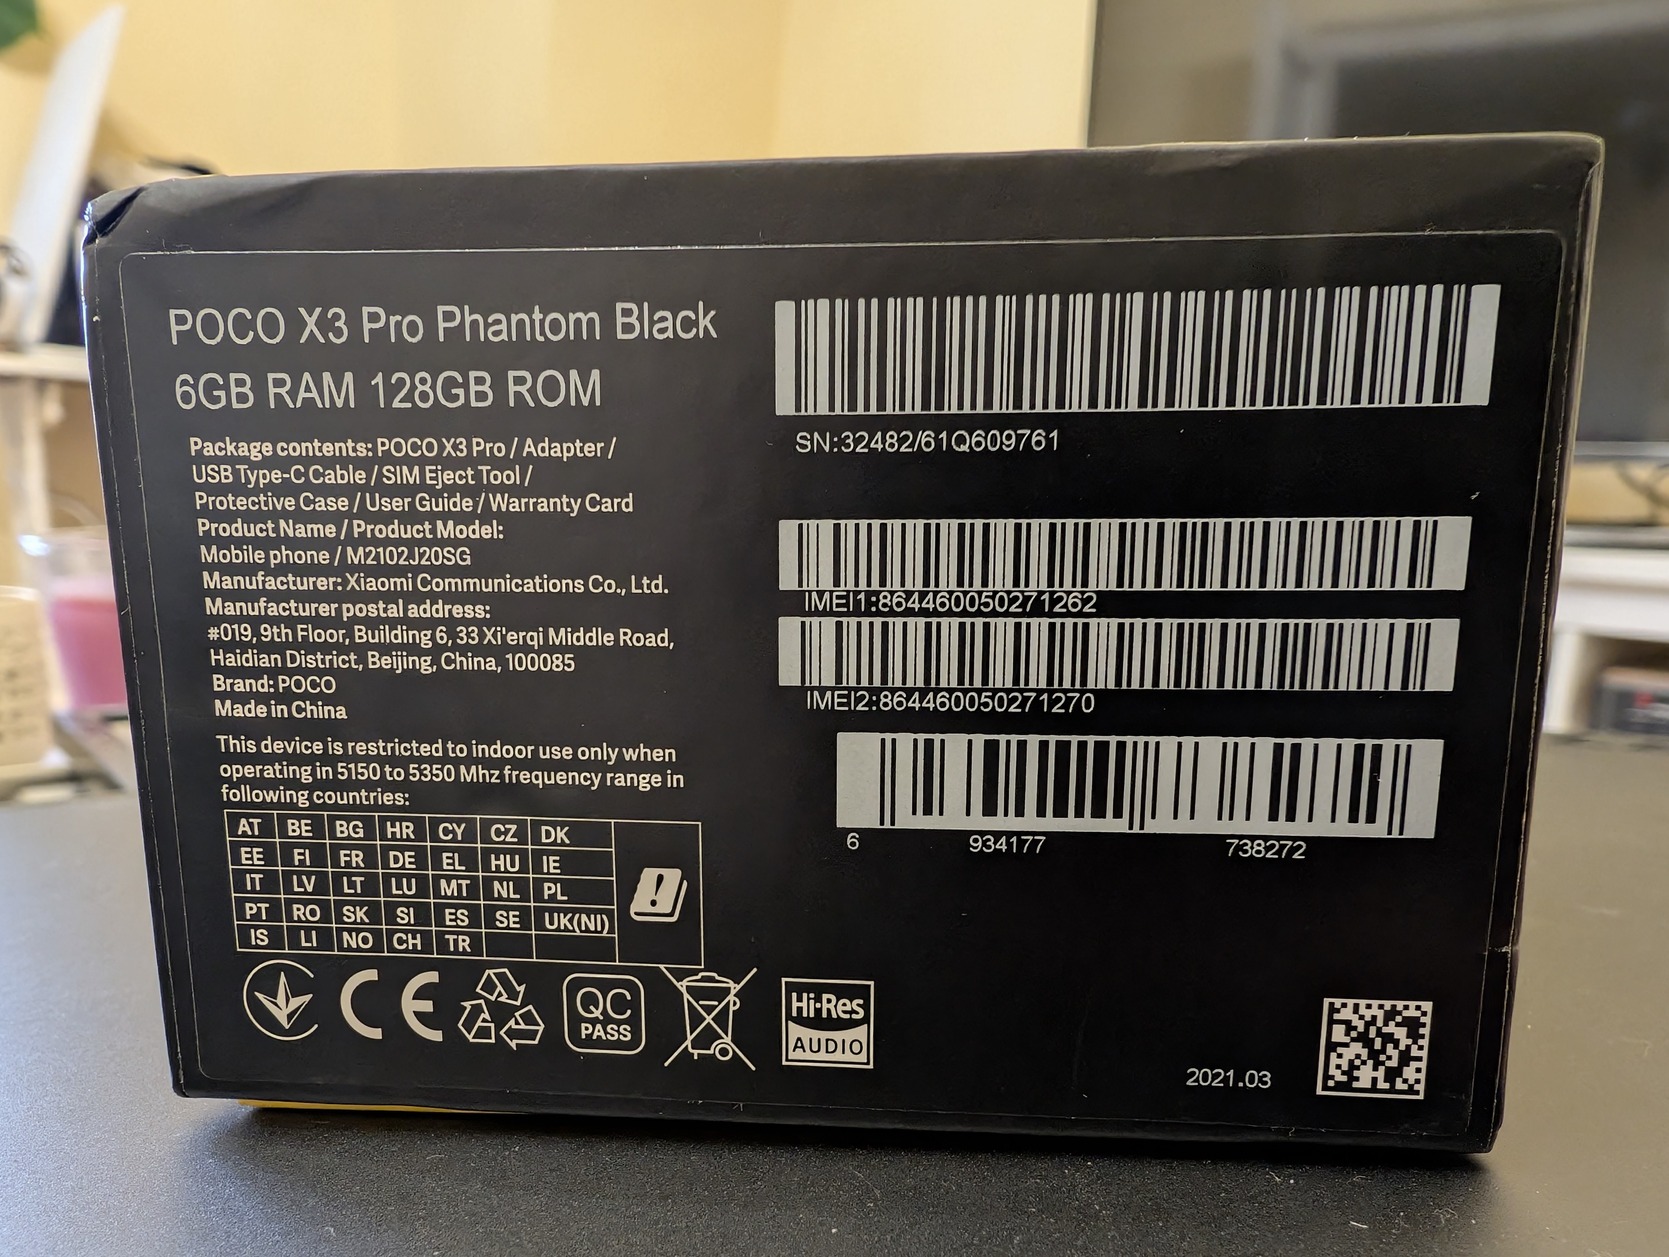 POCO X3 Pro Phantom Black
6GB RAM 128GB ROM
Package contents: POCO X3 Pro / Adapter /
USB Type-C Cable / SIM Eject Tool /
Protective Case / User Guide / Warranty Card
Product Name / Product Model:
Mobile phone / M2102J20SG
Manufacturer: Xiaomi Communications Co., Ltd.
Manufacturer postal address:
#019, 9th Floor, Building 6, 33 Xi'erqi Middle Road,
Haidian District, Beijing, China, 100085
Brand: POCO
Made in China
This device is restricted to indoor use only when
operating in 5150 to 5350 Mhz frequency range in
following countries:
AT BE BG HR CY CZ DK
EE FI FR DE EL HU IE
IT LV LT LU MT NL PL
PT RO SK SI ES SE UK(NI)
IS LI NO CH TR
!
CE
QC
PASS
Hi-Res
AUDIO
SN:32482/61Q609761
IMEI1:864460050271262
IMEI2:864460050271270
6 934177 738272
2021.03